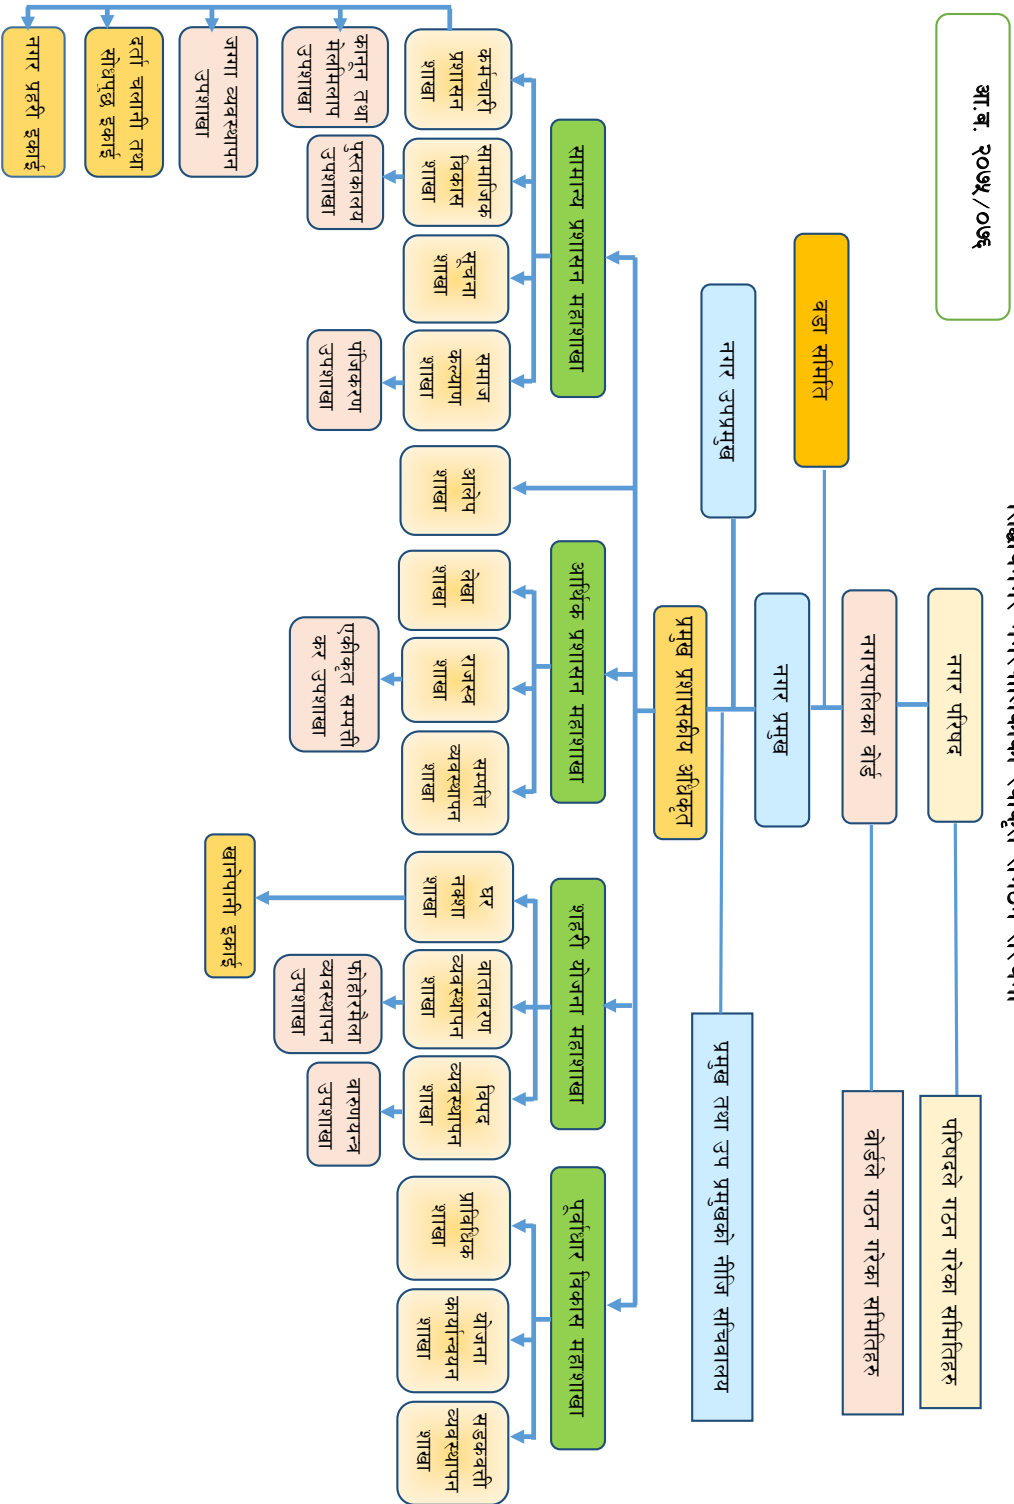 आ.व. २०७५/०७६
नगर परिषद
परिषदले गठन गरेका समितिहरु
नगरपालिका बोर्ड
बोर्डले गठन गरेका समितिहरु
वडा समिति
नगर प्रमुख
नगर उपप्रमुख
प्रमुख तथा उप प्रमुखको नीजि सचिवालय
प्रमुख प्रशासकीय अधिकृत
सामान्य प्रशासन महाशाखा
आर्थिक प्रशासन महाशाखा
शहरी योजना महाशाखा
पूर्वाधार विकास महाशाखा
कर्मचारी
प्रशासन
शाखा
सामाजिक
विकास
शाखा
सूचना
शाखा
समाज
कल्याण
शाखा
आलेप
शाखा
लेखा
शाखा
राजस्व
शाखा
सम्पत्ति
व्यवस्थापन
शाखा
घर
नक्शा
शाखा
वातावरण
व्यवस्थापन
शाखा
विपद
व्यवस्थापन
शाखा
प्राविधिक
शाखा
योजना
कार्यान्वयन
शाखा
सडकवत्ती
व्यवस्थापन
शाखा
कानून तथा
मेलमिलाप
उपशाखा
पुस्तकालय
उपशाखा
पंजिकरण
उपशाखा
एकीकृत सम्पत्ती
कर उपशाखा
फोहोरमैला
व्यवस्थापन
उपशाखा
वारुणयन्त्र
उपशाखा
जग्गा व्यवस्थापन
उपशाखा
खानेपानी इकाई
दर्ता चलानी तथा
सोधपुछ इकाई
नगर प्रहरी इकाई